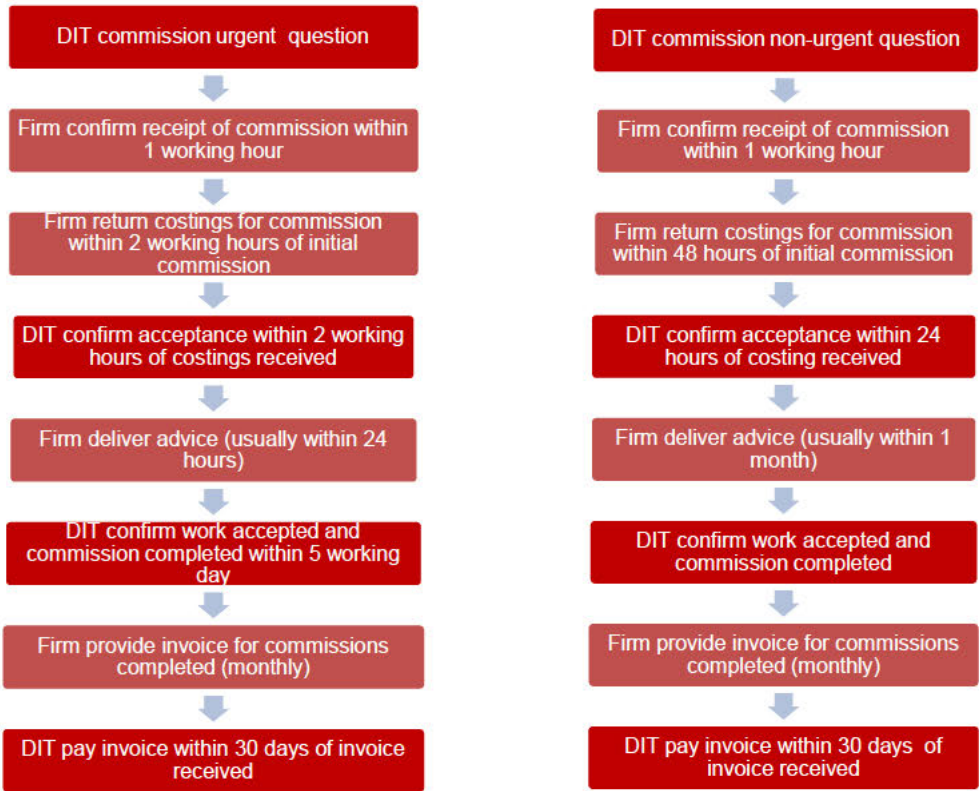 DIT commission urgent question
Firm confirm receipt of commission within
1 working hour
Firm return costings for commission
within 2 working hours of initial
commission
DIT confirm acceptance within 2 working
hours of costings received
Firm deliver advice (usually within 24
hours)
DIT confirm work accepted and
commission completed within 5 working
day
Firm provide invoice for commissions
completed (monthly)
DIT pay invoice within 30 days of invoice
received
DIT commission non-urgent question
Firm confirm receipt of commission
within 1 working hour
Firm return costings for commission
within 48 hours of initial commission
DIT confirm acceptance within 24
hours of costing received
Firm deliver advice (usually within 1
month)
DIT confirm work accepted and
commission completed
Firm provide invoice for commissions
completed (monthly)
DIT pay invoice within 30 days of
invoice received